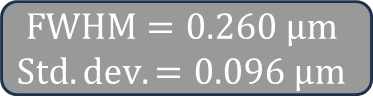 FWHM = 0.260 μm
Std. dev. = 0.096 μm